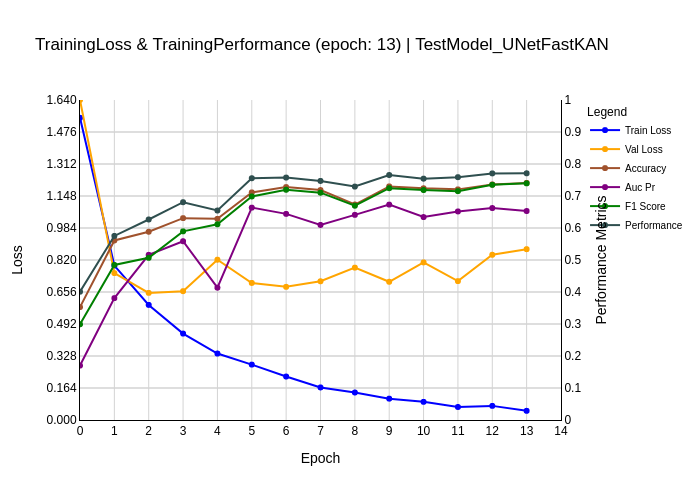 TrainingLoss & TrainingPerformance (epoch: 13) | TestModel_UNetFastKAN
1.640
1.476
1.312
1.148
0.984
0.820
0.656
0.492
0.328
0.164
0.000
Loss
0 1 2 3 4 5 6 7 8 9 10 11 12 13 14
Epoch
1
0.9
0.8
0.7
0.6
0.5
0.4
0.3
0.2
0.1
0
Performance Metrics
Legend
Train Loss
Val Loss
Accuracy
Auc Pr
F1 Score
Performance